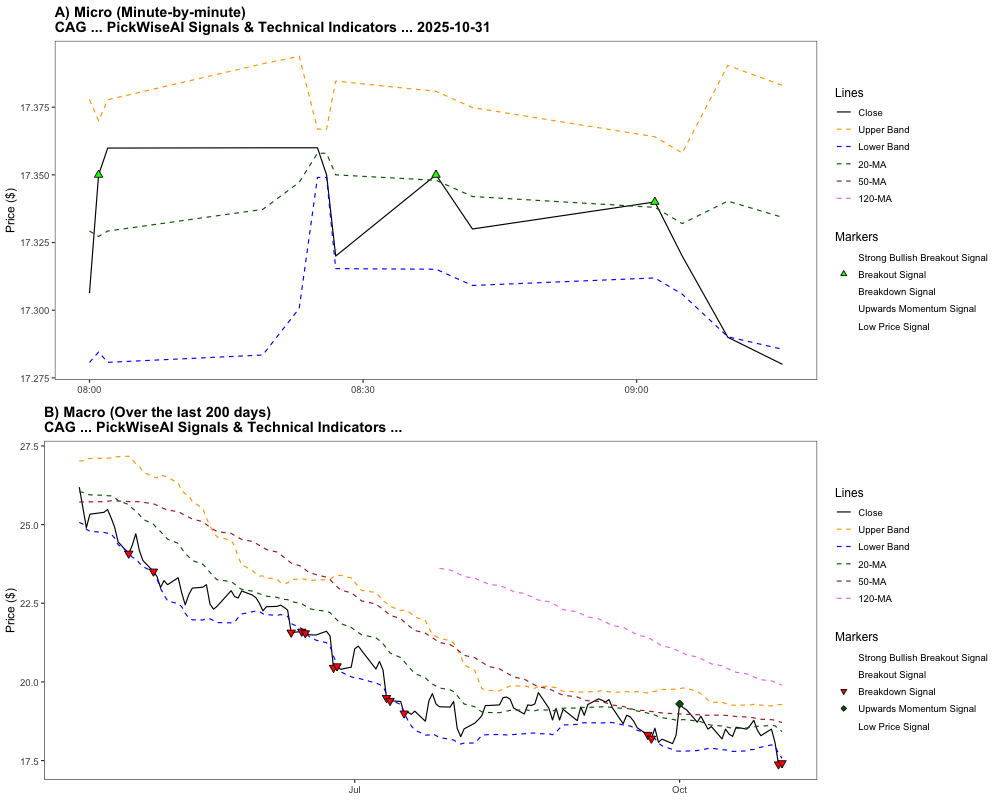 A) Micro (Minute-by-minute)
CAG ... PickWiseAI Signals & Technical Indicators ... 2025-10-31
Price ($)
17.375
17.350
17.325
17.300
17.275
08:00
08:30
09:00
Lines
Close
Upper Band
Lower Band
20-MA
50-MA
120-MA
Markers
Strong Bullish Breakout Signal
Breakout Signal
Breakdown Signal
Upwards Momentum Signal
Low Price Signal
B) Macro (Over the last 200 days)
CAG ... PickWiseAI Signals & Technical Indicators ...
Price ($)
27.5
25.0
22.5
20.0
17.5
Jul
Oct
Lines
Close
Upper Band
Lower Band
20-MA
50-MA
120-MA
Markers
Strong Bullish Breakout Signal
Breakout Signal
Breakdown Signal
Upwards Momentum Signal
Low Price Signal